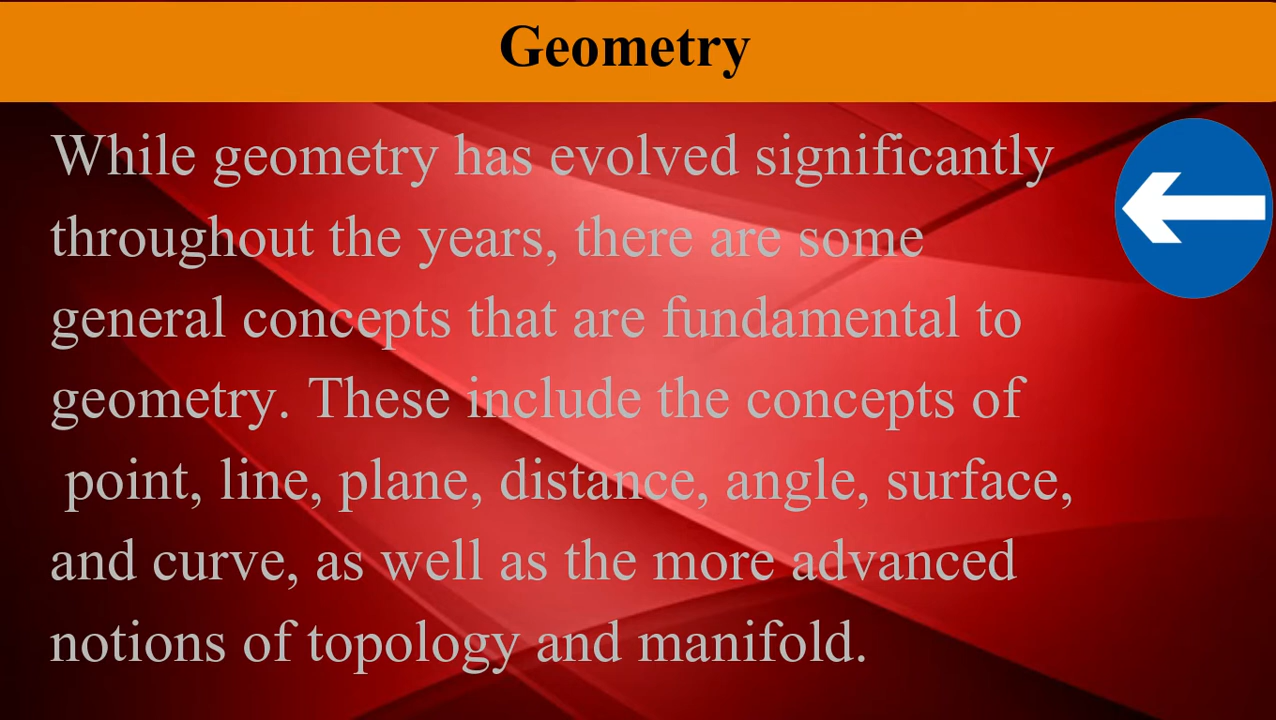 Geometry
While geometry has evolved significantly
throughout the years, there are some
general concepts that are fundamental to
geometry. These include the concepts of
point, line, plane, distance, angle, surface,
and curve, as well as the more advanced
notions of topology and manifold.